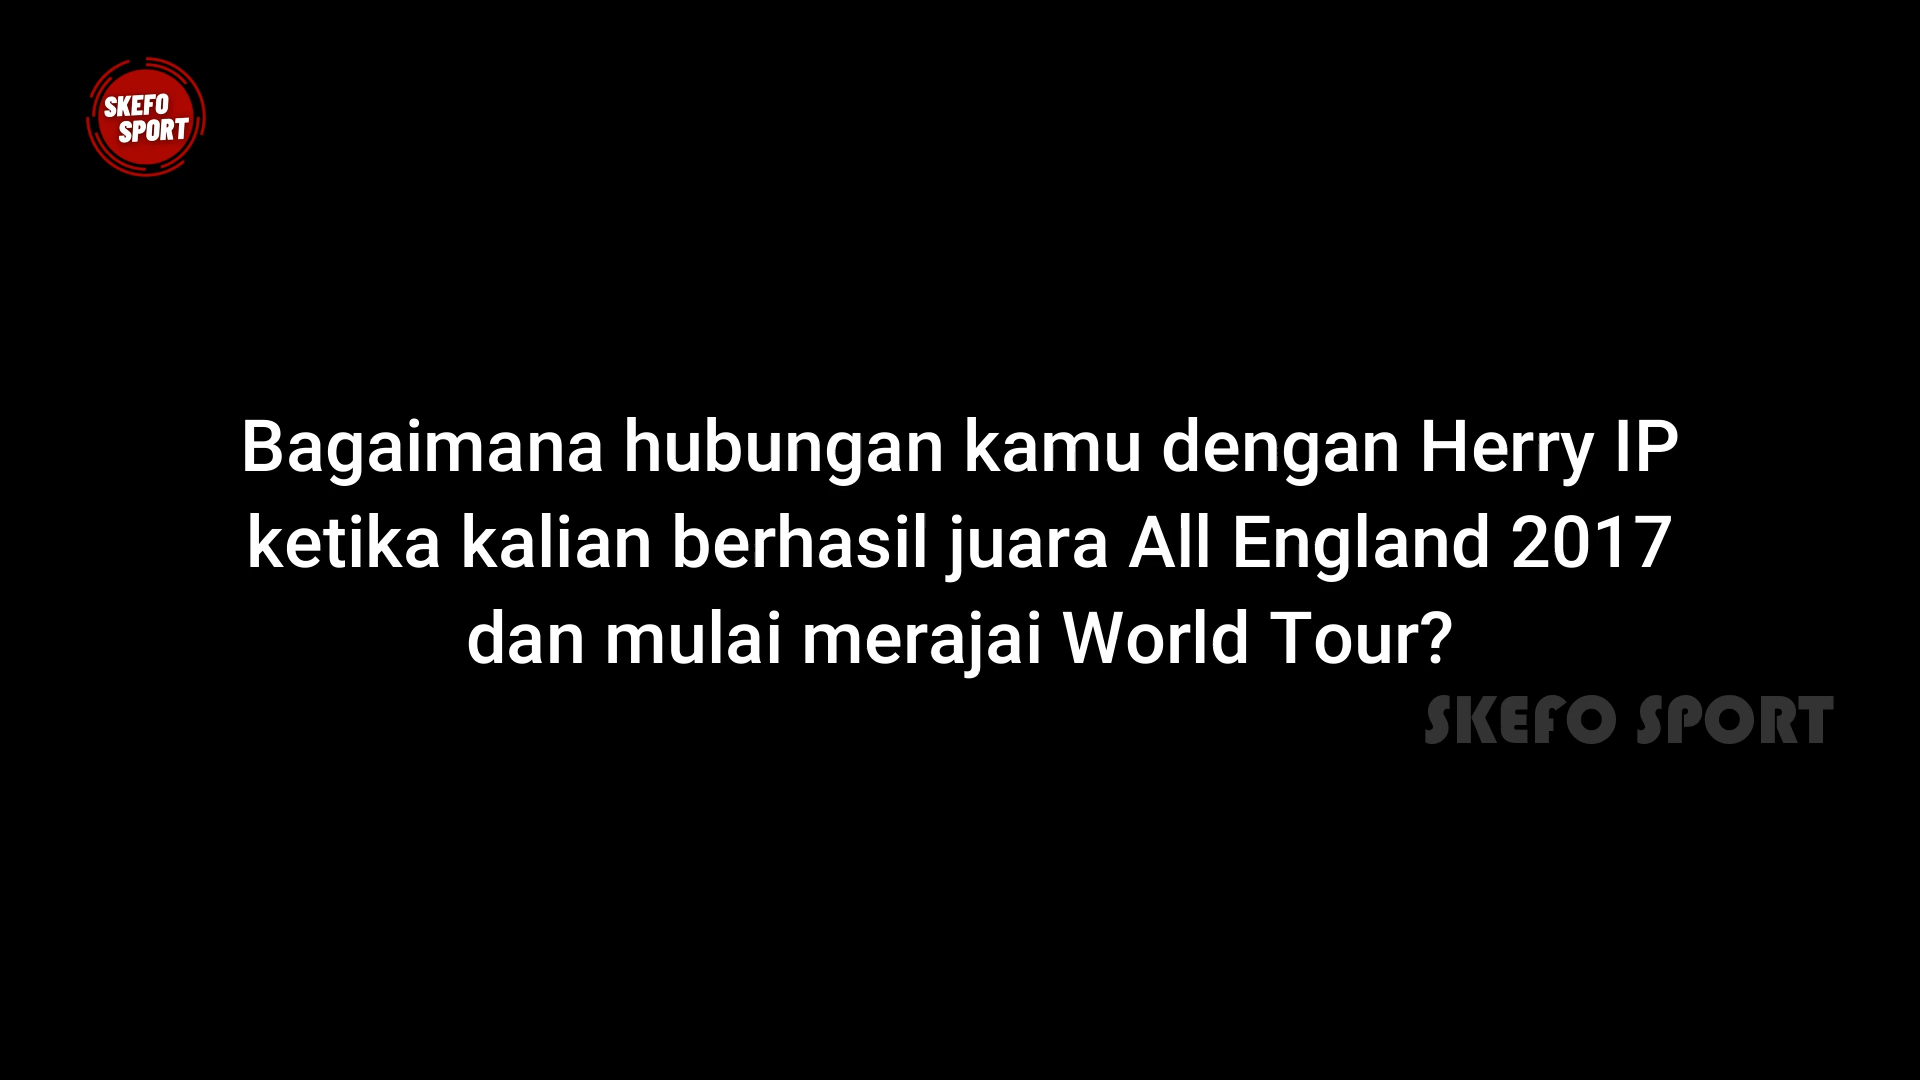 SKEFO
SPORT
Bagaimana hubungan kamu dengan Herry IP
ketika kalian berhasil juara All England 2017
dan mulai merajai World Tour?
SKEFO SPORT